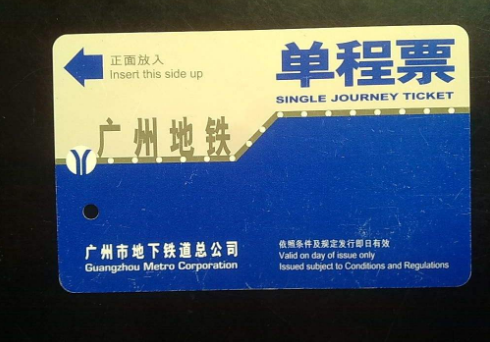 正面放入
Insert this side up
单程票
SINGLE JOURNEY TICKET
广州地铁
广州市地下铁道总公司
Guangzhou Metro Corporation
依照条件及规定发行即日有效
Valid on day of issue only
Issued subject to Conditions and Regulations